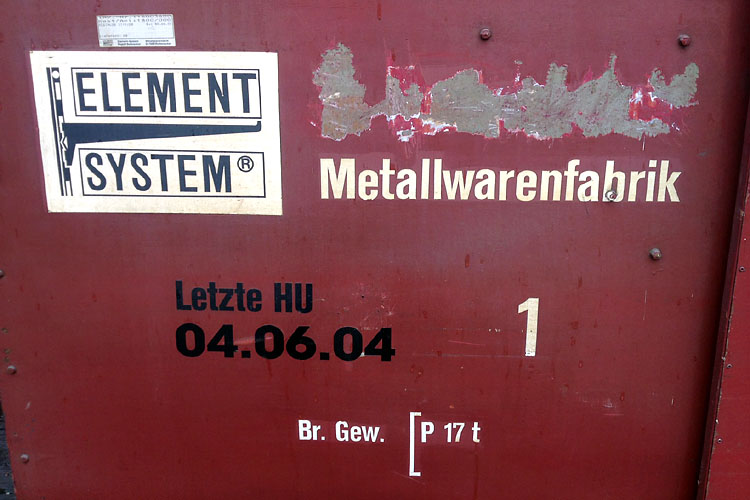 ELEMENT
SYSTEM®
Metallwarenfabrik
Letzte HU
04.06.04
1
Br. Gew. [P 17 t